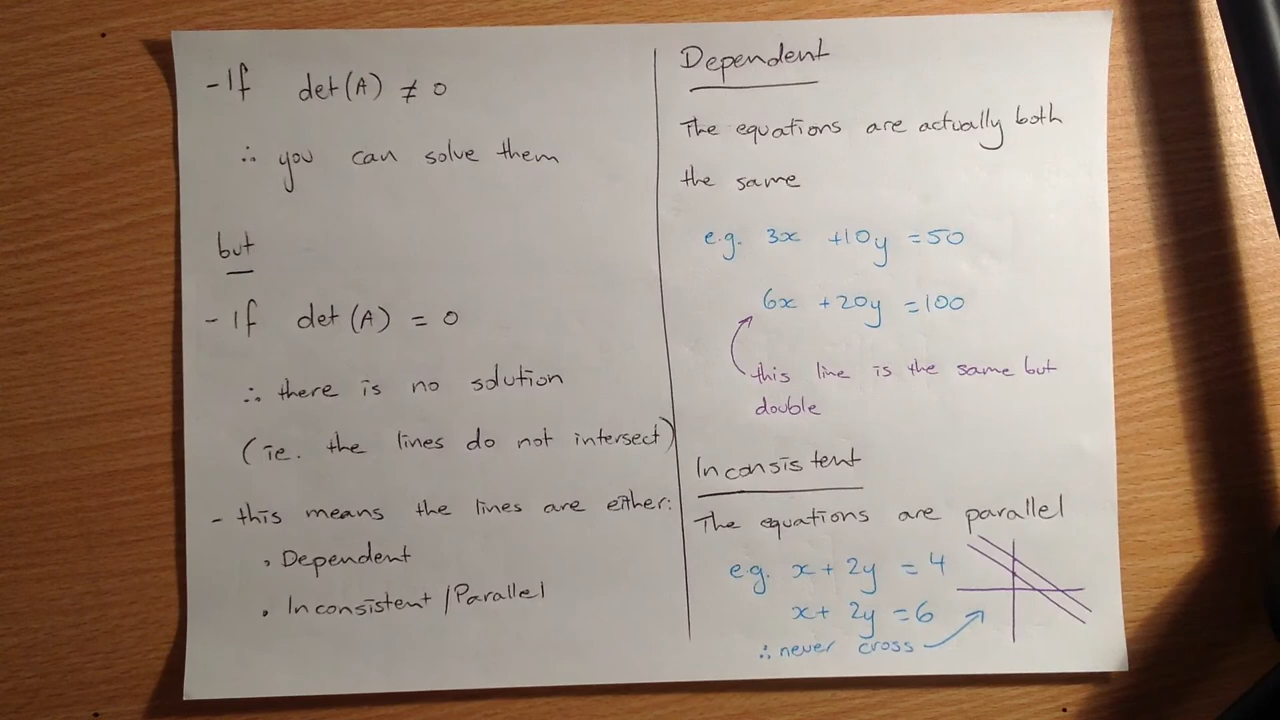 - If det(A) ≠ 0
∴ you can solve them
but
- If det(A) = 0
∴ there is no solution
(ie. the lines do not intersect)
- this means the lines are either:
• Dependent
• Inconsistent/Parallel
Dependent
The equations are actually both
the same
e.g. 3x +10y =50
6x +20y =100
this line is the same but
double
Inconsistent
The equations are parallel
e.g. x + 2y = 4
x + 2y = 6
∴ never cross